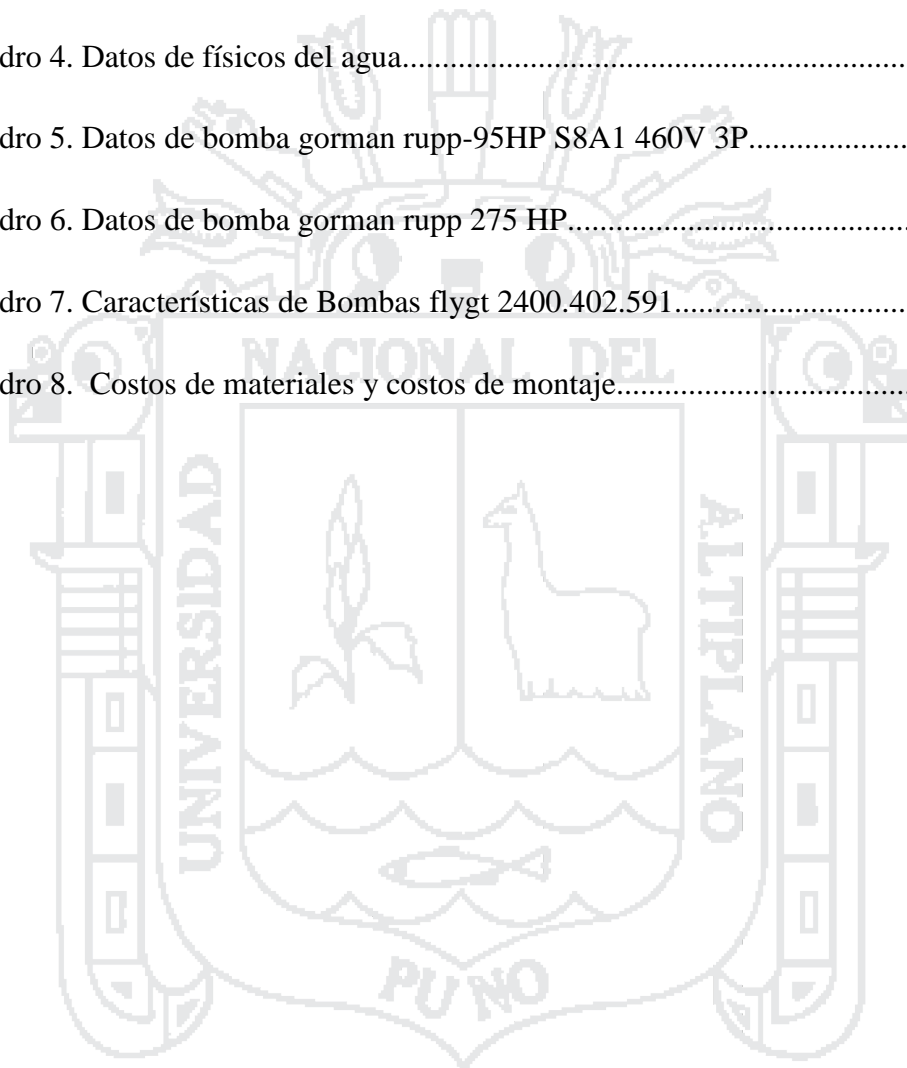 dro 4. Datos de físicos del agua...............................................................
dro 5. Datos de bomba gorman rupp-95HP S8A1 460V 3P....................
dro 6. Datos de bomba gorman rupp 275 HP...........................................
dro 7. Características de Bombas flygt 2400.402.591.............................
dro 8.  Costos de materiales y costos de montaje.....................................
NACIONAL DEL
UNIVERSIDAD
ALTIPLANO
PUNO